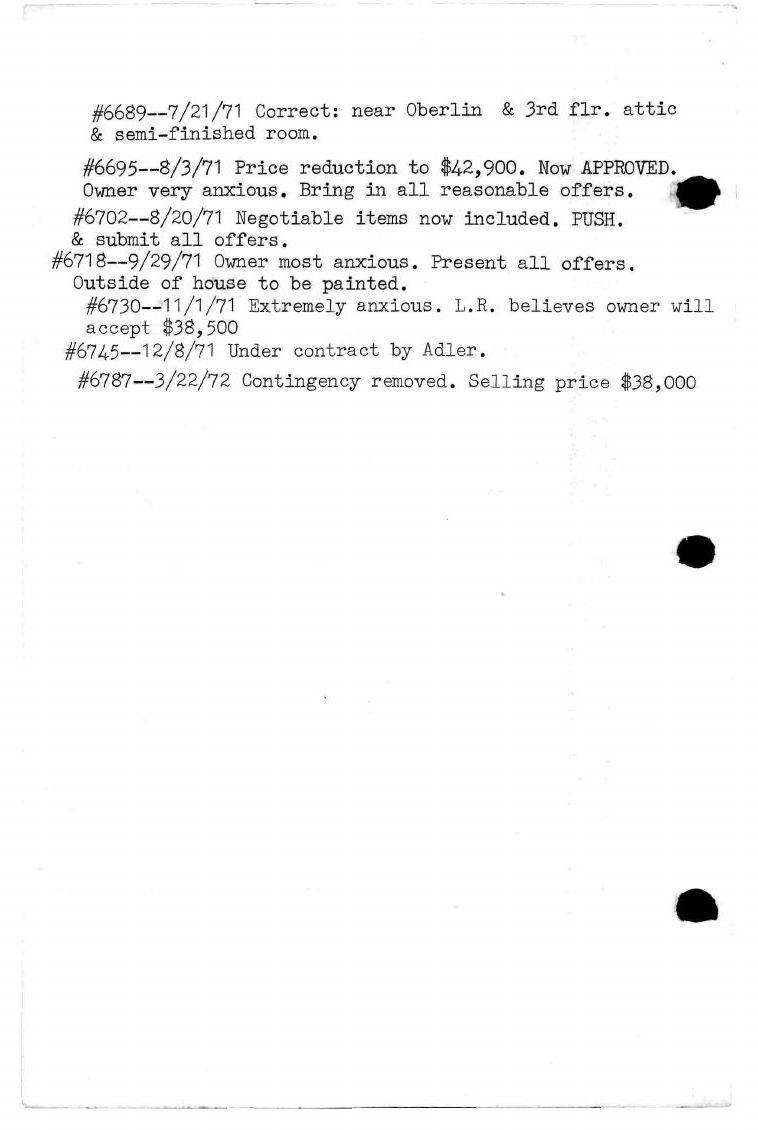 #6689--7/21/71 Correct: near Oberlin & 3rd flr. attic
& semi-finished room.
#6695--8/3/71 Price reduction to $42,900. Now APPROVED.
Owner very anxious. Bring in all reasonable offers.
#6702--8/20/71 Negotiable items now included. PUSH.
& submit all offers.
#6718--9/29/71 Owner most anxious. Present all offers.
Outside of house to be painted.
#6730--11/1/71 Extremely anxious. L.R. believes owner will
accept $38,500
#6745--12/8/71 Under contract by Adler.
#6787--3/22/72 Contingency removed. Selling price $38,000